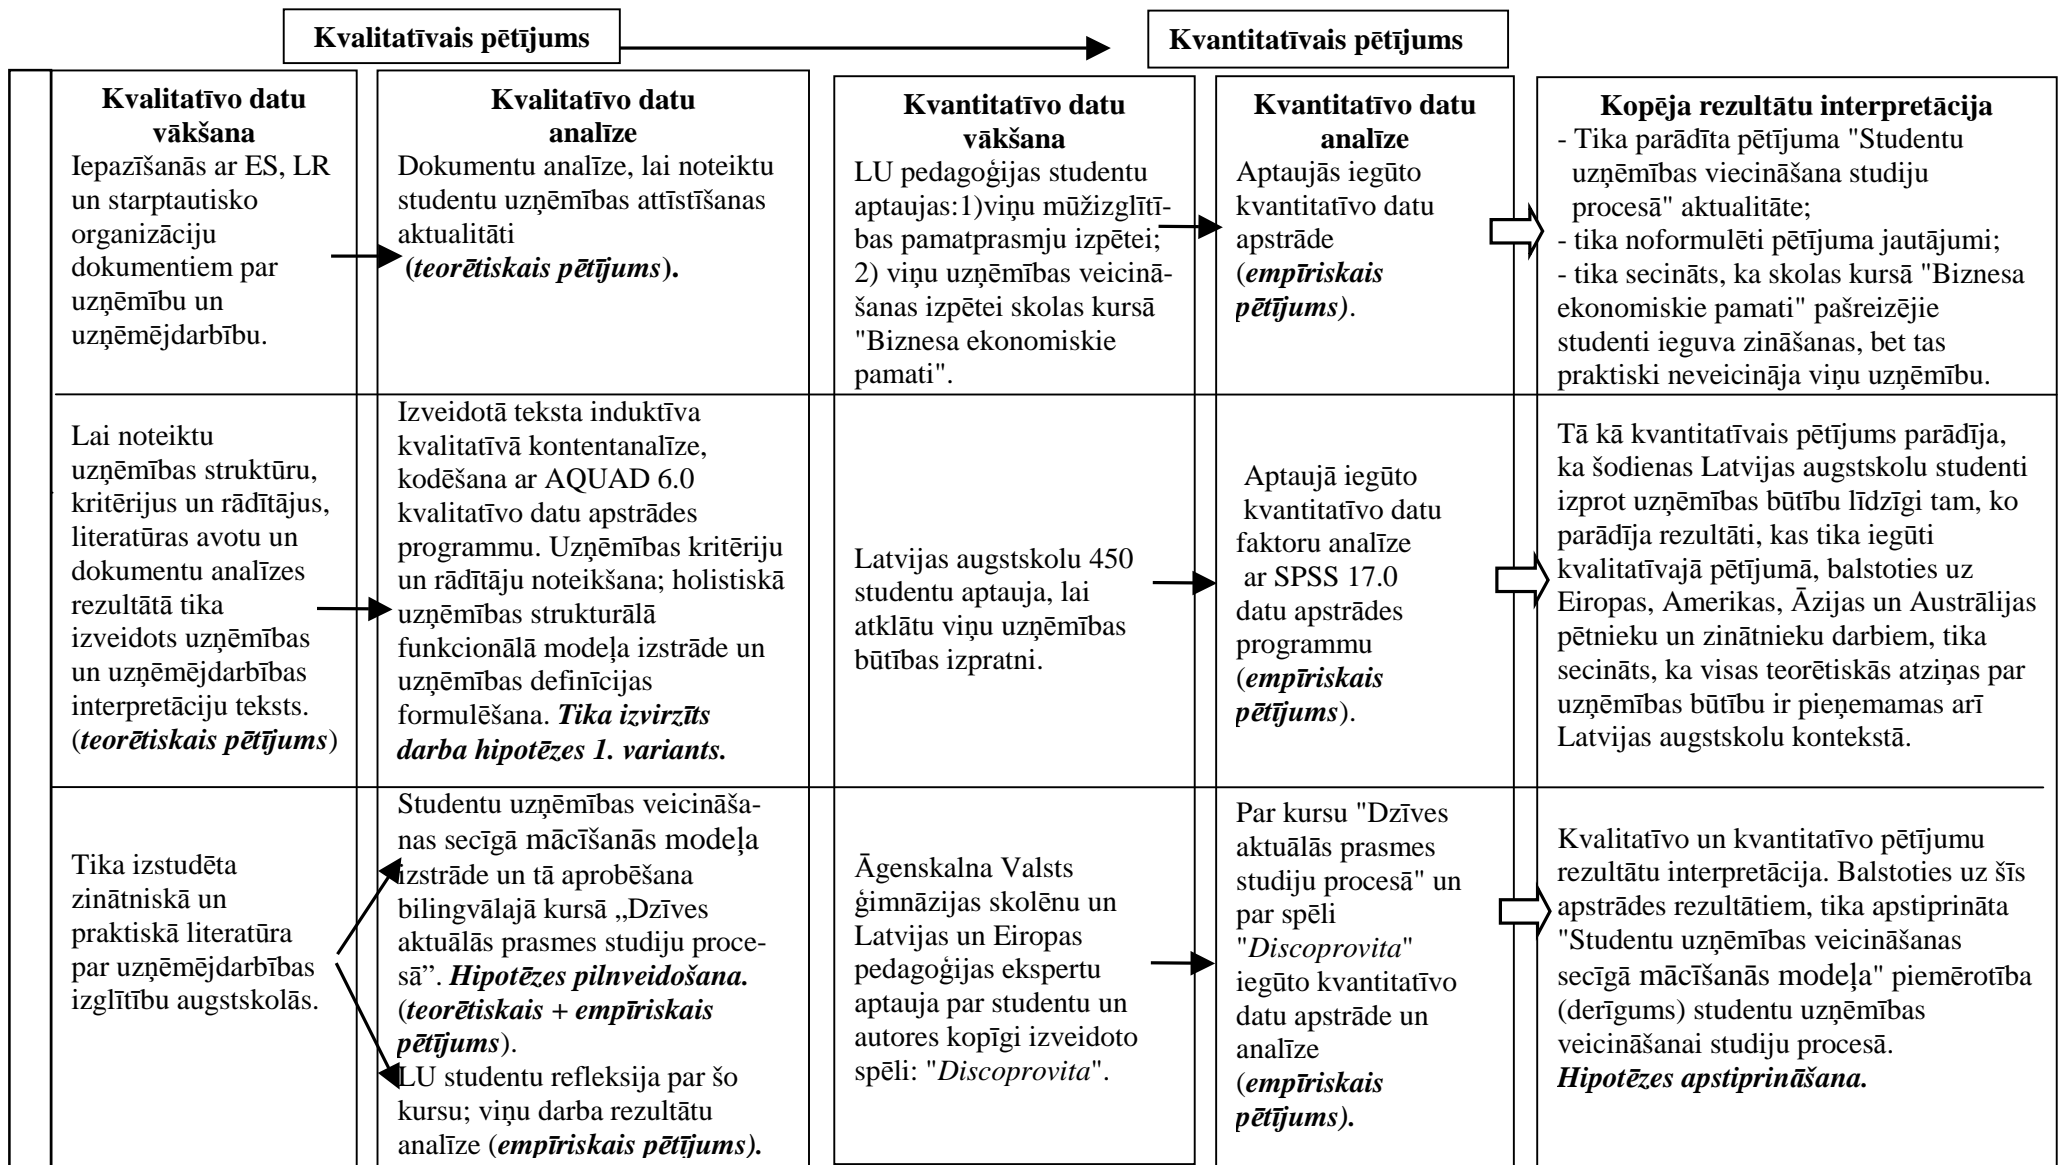 Kvalitatīvais pētījums
Kvantitatīvais pētījums
Kvalitatīvo datu
vākšana
Iepazīšanās ar ES, LR
un starptautisko
organizāciju
dokumentiem par
uzņēmību un
uzņēmējdarbību.
Kvalitatīvo datu
analīze
Dokumentu analīze, lai noteiktu
studentu uzņēmības attīstīšanas
aktualitāti
(teorētiskais pētījums).
Kvantitatīvo datu
vākšana
LU pedagoģijas studentu
aptaujas:1)viņu mūžizglītī-
bas pamatprasmju izpētei;
2) viņu uzņēmības veicinā-
šanas izpētei skolas kursā
"Biznesa ekonomiskie
pamati".
Kvantitatīvo datu
analīze
Aptaujās iegūto
kvantitatīvo datu
apstrāde
(empīriskais
pētījums).
Kopēja rezultātu interpretācija
- Tika parādīta pētījuma "Studentu
uzņēmības viecināšana studiju
procesā" aktualitāte;
- tika noformulēti pētījuma jautājumi;
- tika secināts, ka skolas kursā "Biznesa
ekonomiskie pamati" pašreizējie
studenti ieguva zināšanas, bet tas
praktiski neveicināja viņu uzņēmību.
Lai noteiktu
uzņēmības struktūru,
kritērijus un rādītājus,
literatūras avotu un
dokumentu analīzes
rezultātā tika
izveidots uzņēmības
un uzņēmējdarbības
interpretāciju teksts.
(teorētiskais pētījums)
Izveidotā teksta induktīva
kvalitatīvā kontentanalīze,
kodēšana ar AQUAD 6.0
kvalitatīvo datu apstrādes
programmu. Uzņēmības kritēriju
un rādītāju noteikšana; holistiskā
uzņēmības strukturālā
funkcionālā modeļa izstrāde un
uzņēmības definīcijas
formulēšana. Tika izvirzīts
darba hipotēzes 1. variants.
Latvijas augstskolu 450
studentu aptauja, lai
atklātu viņu uzņēmības
būtības izpratni.
Aptaujā iegūto
kvantitatīvo datu
faktoru analīze
ar SPSS 17.0
datu apstrādes
programmu
(empīriskais
pētījums).
Tā kā kvantitatīvais pētījums parādīja,
ka šodienas Latvijas augstskolu studenti
izprot uzņēmības būtību līdzīgi tam, ko
parādīja rezultāti, kas tika iegūti
kvalitatīvajā pētījumā, balstoties uz
Eiropas, Amerikas, Āzijas un Austrālijas
pētnieku un zinātnieku darbiem, tika
secināts, ka visas teorētiskās atziņas par
uzņēmības būtību ir pieņemamas arī
Latvijas augstskolu kontekstā.
Tika izstudēta
zinātniskā un
praktiskā literatūra
par uzņēmējdarbības
izglītību augstskolās.
Studentu uzņēmības veicināša-
nas secīgā mācīšanās modeļa
izstrāde un tā aprobēšana
bilingvālajā kursā „Dzīves
aktuālās prasmes studiju proce-
sā”. Hipotēzes pilnveidošana.
(teorētiskais + empīriskais
pētījums).
LU studentu refleksija par šo
kursu; viņu darba rezultātu
analīze (empīriskais pētījums).
Āgenskalna Valsts
ģimnāzijas skolēnu un
Latvijas un Eiropas
pedagoģijas ekspertu
aptauja par studentu un
autores kopīgi izveidoto
spēli: "Discoprovita".
Par kursu "Dzīves
aktuālās prasmes
studiju procesā" un
par spēli
"Discoprovita"
iegūto kvantitatīvo
datu apstrāde un
analīze
(empīriskais
pētījums).
Kvalitatīvo un kvantitatīvo pētījumu
rezultātu interpretācija. Balstoties uz šīs
apstrādes rezultātiem, tika apstiprināta
"Studentu uzņēmības veicināšanas
secīgā mācīšanās modeļa" piemērotība
(derīgums) studentu uzņēmības
veicināšanai studiju procesā.
Hipotēzes apstiprināšana.